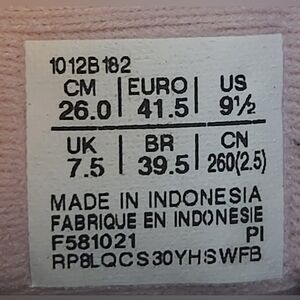 1012B182
CM | EURO | US
26.0 | 41.5 | 9½
UK | BR | CN
7.5 | 39.5 | 260(2.5)
MADE IN INDONESIA
FABRIQUE EN INDONESIE
F581021 PI
RP8LQCS30YHSWFB